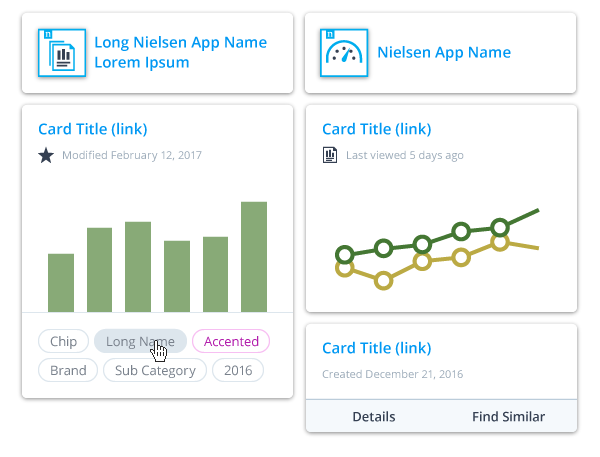 n
Long Nielsen App Name
Lorem Ipsum
n
Nielsen App Name
Card Title (link)
Modified February 12, 2017
Chip
Long Name
Accented
Brand
Sub Category
2016
Card Title (link)
Last viewed 5 days ago
Card Title (link)
Created December 21, 2016
Details
Find Similar